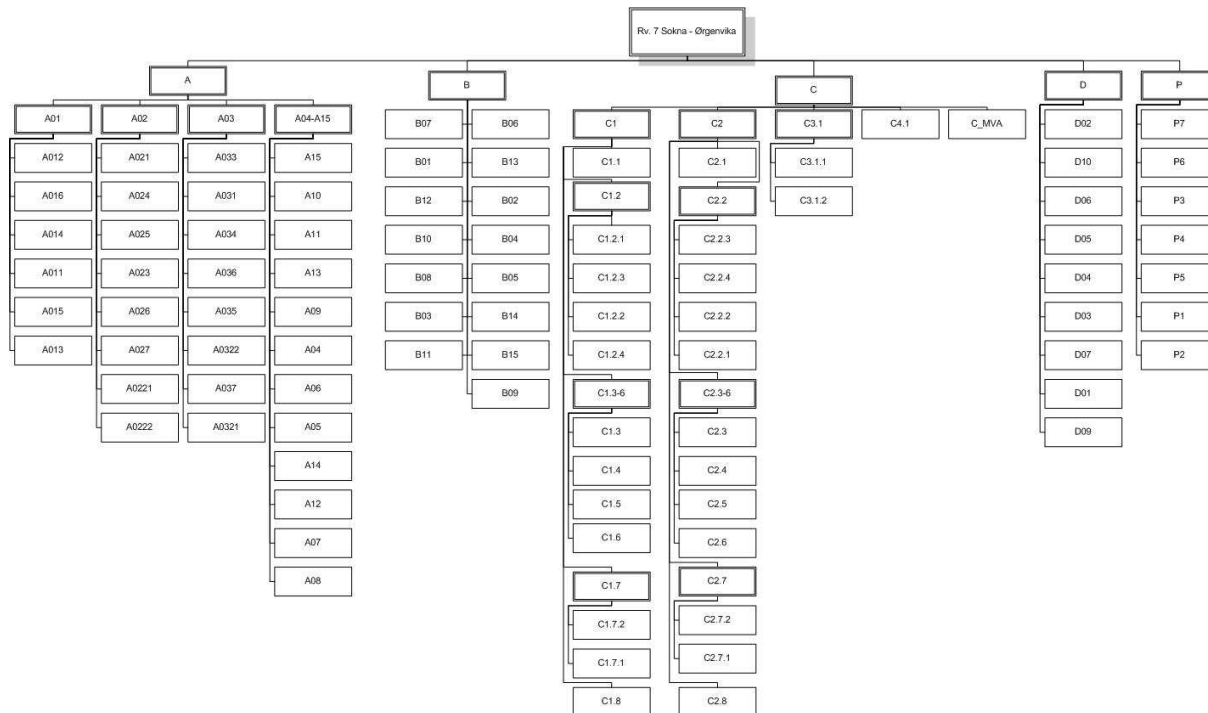 Rv. 7 Sokna - Ørgenvika
A
B
C
D
P
A01
A02
A03
A04-A15
A012
A016
A014
A011
A015
A013
A021
A024
A025
A023
A026
A027
A0221
A0222
A033
A031
A034
A036
A035
A0322
A037
A0321
A15
A10
A11
A13
A09
A04
A06
A05
A14
A12
A07
A08
B07
B01
B12
B10
B08
B03
B11
B06
B13
B02
B04
B05
B14
B15
B09
C1
C2
C3.1
C4.1
C_MVA
C1.1
C1.2
C1.2.1
C1.2.3
C1.2.2
C1.2.4
C1.3-6
C1.3
C1.4
C1.5
C1.6
C1.7
C1.7.2
C1.7.1
C1.8
C2.1
C2.2
C2.2.3
C2.2.4
C2.2.2
C2.2.1
C2.3-6
C2.3
C2.4
C2.5
C2.6
C2.7
C2.7.2
C2.7.1
C2.8
C3.1.1
C3.1.2
D02
D10
D06
D05
D04
D03
D07
D01
D09
P7
P6
P3
P4
P5
P1
P2